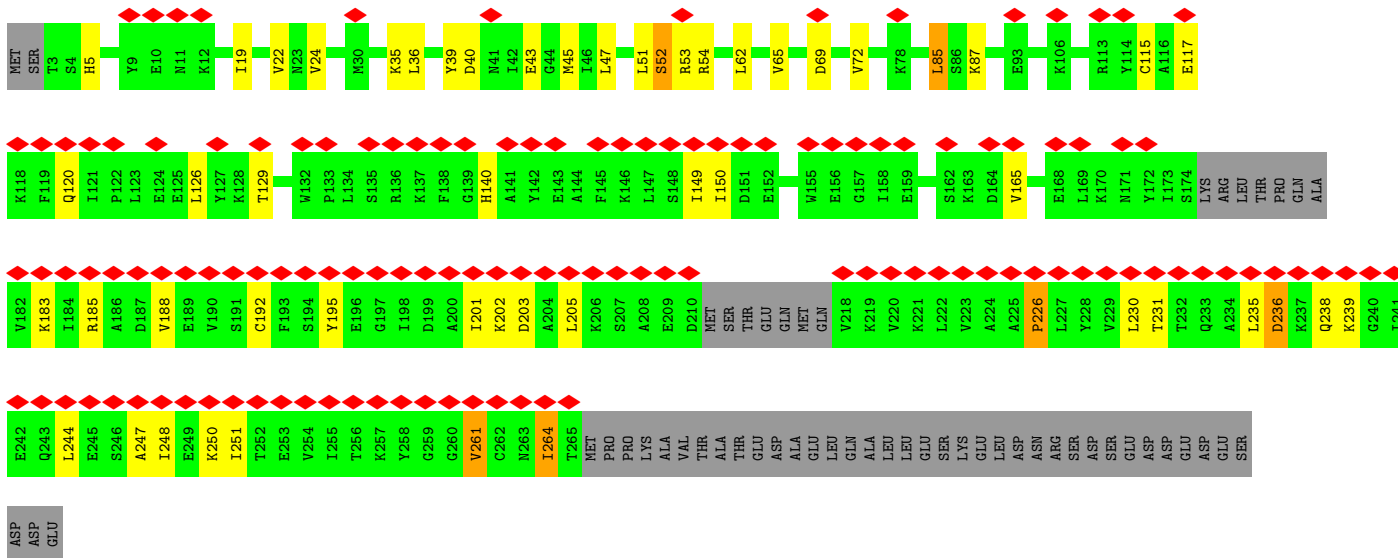 MET SER T3 S4 H5 Y9 E10 N11 K12 I19 V22 N23 V24 M30 K35 L36 Y39 D40 N41 I42 E43 G44 M45 I46 L47 L51 S52 R53 R54 L62 V65 D69 V72 K78 L85 S86 K87 E93 K106 R113 Y114 C115 A116 E117
K118 F119 Q120 I121 P122 L123 E124 E125 L126 Y127 K128 T129 W132 P133 L134 S135 R136 K137 F138 G139 H140 A141 Y142 E143 A144 F145 K146 L147 S148 I149 I150 D151 E152 W155 E156 G157 I158 E159 S162 K163 D164 V165 E168 L169 K170 N171 Y172 I173 S174 LYS ARG LEU THR PRO GLN ALA
V182 K183 I184 R185 A186 D187 V188 E189 V190 S191 C192 F193 S194 Y195 E196 G197 I198 D199 A200 I201 K202 D203 A204 L205 K206 S207 A208 E209 D210 MET SER THR GLU GLN MET GLN V218 K219 V220 K221 L222 V223 A224 A225 P226 L227 Y228 V229 L230 T231 T232 Q233 A234 L235 D236 K237 Q238 K239 G240
E242 Q243 L244 E245 S246 A247 I248 E249 K250 I251 T252 E253 V254 I255 T256 K257 Y258 G259 G260 V261 C262 N263 I264 T265 MET PRO PRO LYS ALA VAL THR ALA THR GLU ASP ALA GLU LEU GLN ALA LEU LEU GLU SER LYS GLU LEU ASP ASN ARG SER ASP SER GLU ASP ASP GLU ASP GLU SER
ASP ASP GLU